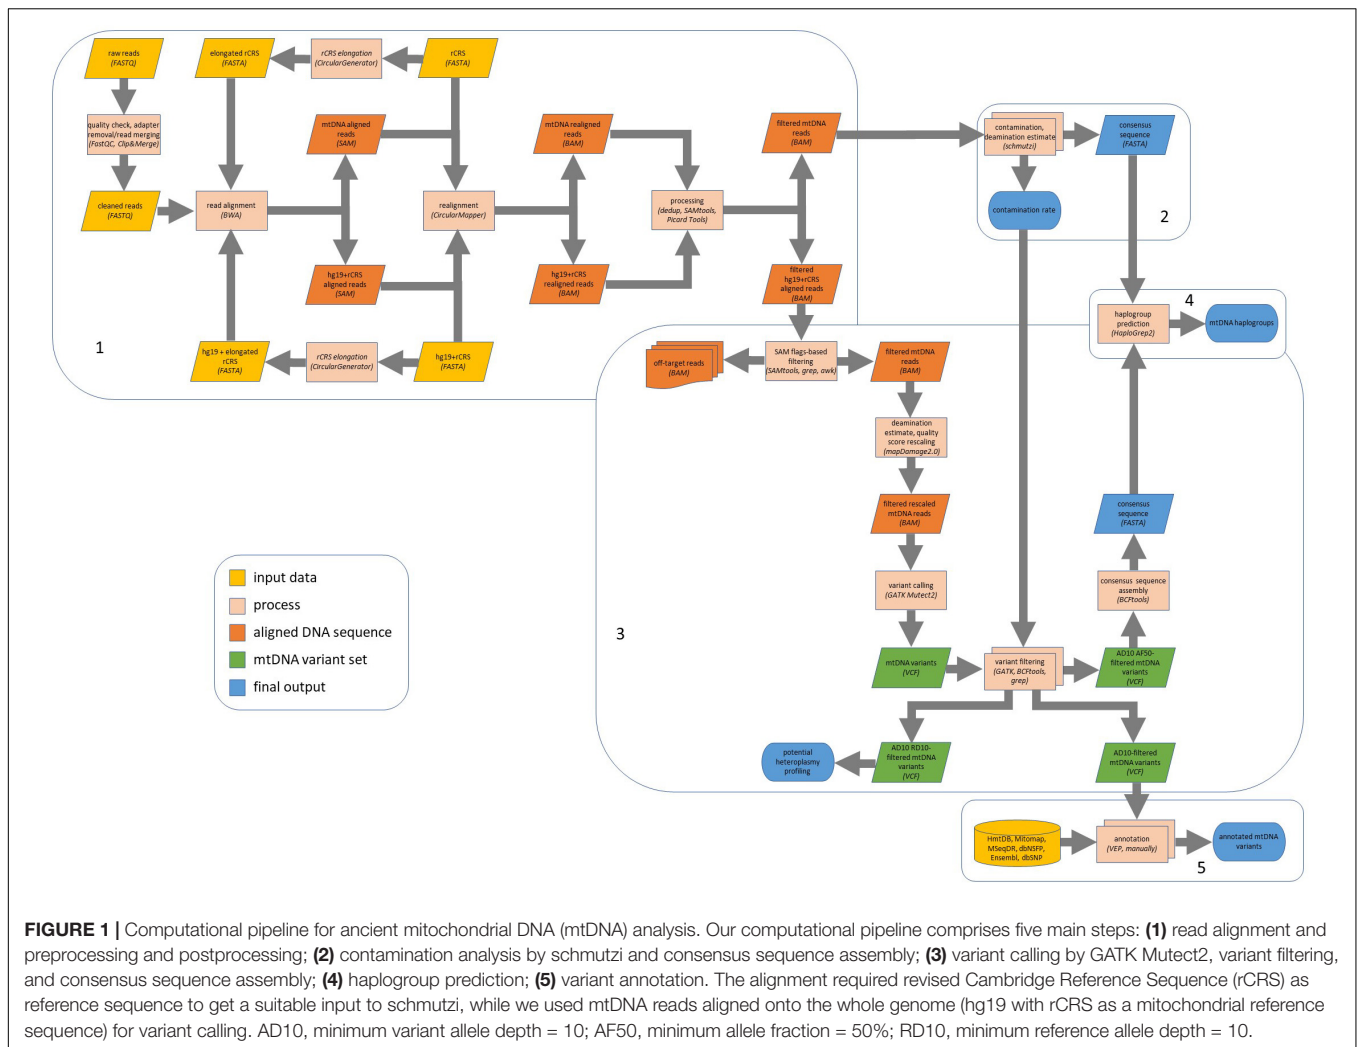 raw reads
(FASTQ)
elongated rCRS
(FASTA)
rCRS elongation
(CircularGenerator)
rCRS
(FASTA)
quality check, adapter
removal/read merging
(FastQC, Clip&Merge)
mtDNA aligned
reads
(SAM)
mtDNA realigned
reads
(BAM)
filtered mtDNA
reads
(BAM)
contamination,
deamination estimate
(schmutzi)
consensus
sequence
(FASTA)
cleaned reads
(FASTQ)
read alignment
(BWA)
realignment
(CircularMapper)
processing
(dedup, SAMtools,
Picard Tools)
contamination rate
2
hg19+rCRS
aligned reads
(SAM)
hg19+rCRS
realigned reads
(BAM)
filtered
hg19+rCRS
aligned reads
(BAM)
1
hg19 + elongated
rCRS
(FASTA)
rCRS elongation
(CircularGenerator)
hg19+rCRS
(FASTA)
4
haplogroup
prediction
(HaploGrep2)
mtDNA haplogroups
off-target reads
(BAM)
SAM flags-based
filtering
(SAMtools, grep, awk)
filtered mtDNA
reads
(BAM)
deamination
estimate, quality
score rescaling
(mapDamage2.0)
filtered rescaled
mtDNA reads
(BAM)
consensus
sequence
(FASTA)
variant calling
(GATK Mutect2)
consensus sequence
assembly
(BCFtools)
3
mtDNA variants
(VCF)
variant filtering
(GATK, BCFtools,
grep)
AD10 AF50-
filtered mtDNA
variants
(VCF)
potential
heteroplasmy
profiling
AD10 RD10-
filtered mtDNA
variants
(VCF)
AD10-filtered
mtDNA variants
(VCF)
HmtDB, Mitomap,
MSeqDR, dbNSFP,
Ensembl, dbSNP
annotation
(VEP, manually)
annotated mtDNA
variants
5
input data
process
aligned DNA sequence
mtDNA variant set
final output
FIGURE 1 | Computational pipeline for ancient mitochondrial DNA (mtDNA) analysis. Our computational pipeline comprises five main steps: (1) read alignment and
preprocessing and postprocessing; (2) contamination analysis by schmutzi and consensus sequence assembly; (3) variant calling by GATK Mutect2, variant filtering,
and consensus sequence assembly; (4) haplogroup prediction; (5) variant annotation. The alignment required revised Cambridge Reference Sequence (rCRS) as
reference sequence to get a suitable input to schmutzi, while we used mtDNA reads aligned onto the whole genome (hg19 with rCRS as a mitochondrial reference
sequence) for variant calling. AD10, minimum variant allele depth = 10; AF50, minimum allele fraction = 50%; RD10, minimum reference allele depth = 10.